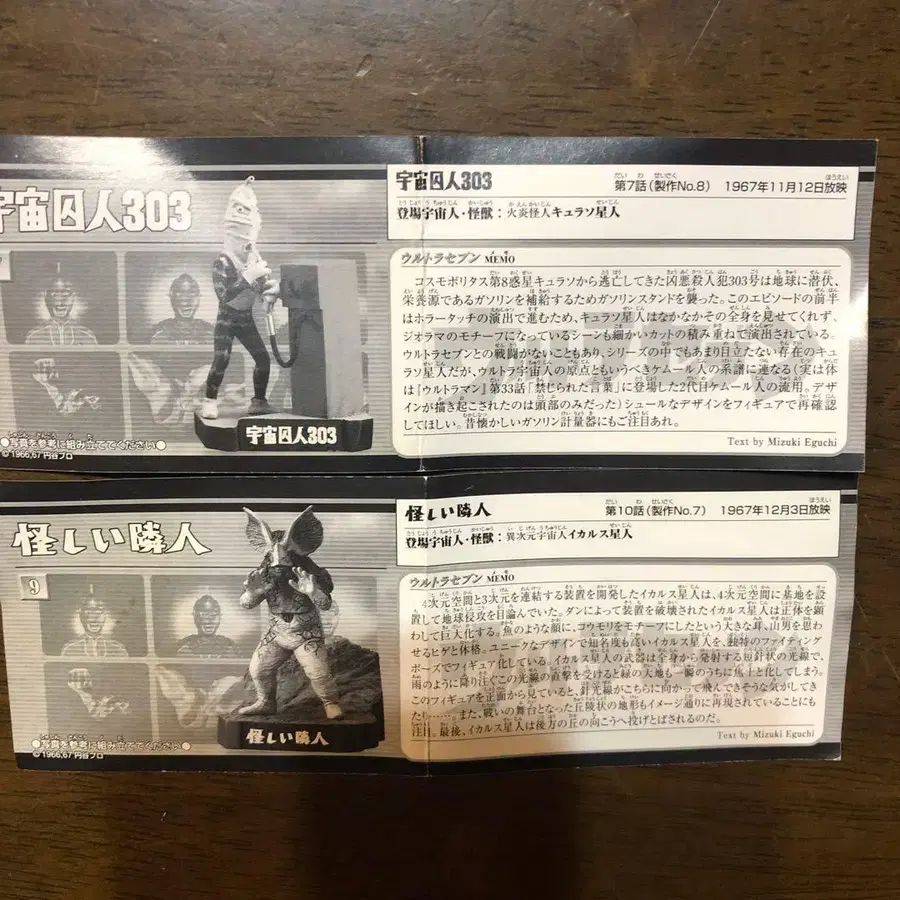 宇宙囚人303
宇宙囚人303
●写真を参考に組み立ててください●
© 1966,67 円谷プロ
宇宙囚人303
第7話(製作No.8) 1967年11月12日放映
登場宇宙人・怪獣：火炎怪人キュラソ星人
ウルトラセブン MEMO
コスモポリタス第8惑星キュラソから逃亡してきた凶悪殺人犯303号は地球に潜伏、
栄養源であるガソリンを補給するためガソリンスタンドを襲った。このエピソードの前半
はホラータッチの演出で進むため、キュラソ星人はなかなかその全身を見せてくれず、
ジオラマのモチーフになっているシーンも細かいカットの積み重ねで演出されている。
ウルトラセブンとの戦闘がないこともあり、シリーズの中でもあまり目立たない存在のキュ
ラソ星人だが、ウルトラ宇宙人の原点ともいうべきケムール人の系譜に連なる(実は体
は『ウルトラマン』第33話「禁じられた言葉」に登場した2代目ケムール人の流用。デザ
インが描き起こされたのは頭部のみだった)シュールなデザインをフィギュアで再確認
してほしい。昔懐かしいガソリン計量器にもご注目あれ。
Text by Mizuki Eguchi
怪しい隣人
9
怪しい隣人
●写真を参考に組み立ててください●
© 1966,67 円谷プロ
怪しい隣人
第10話(製作No.7) 1967年12月3日放映
登場宇宙人・怪獣：異次元宇宙人イカルス星人
ウルトラセブン MEMO
4次元空間と3次元を連結する装置を開発したイカルス星人は、4次元空間に基地を設
置して地球侵攻を目論んでいた。ダンによって装置を破壊されたイカルス星人は正体を顕
わして巨大化する。魚のような顔に、コウモリをモチーフにしたという大きな耳、山男を思わ
せるヒゲと体格。ユニークなデザインで知名度も高いイカルス星人を、独特のファイティング
ポーズでフィギュア化している。イカルス星人の武器は全身から発射する短針状の光線で、
雨のように降り注ぐこの光線の直撃を受けると緑の大地も一瞬のうちに焦土と化してしまう。
このフィギュアを正面から見ていると、針光線がこちらに向かって飛んできそうな気がしてき
たり……。また、戦いの舞台となった丘陵状の地形もイメージ通りに再現されていることにも
注目。最後、イカルス星人は後方の丘の向こうへ投げとばされるのだ。
Text by Mizuki Eguchi